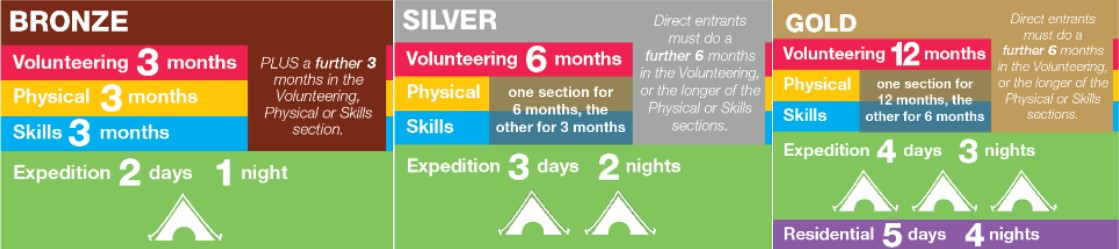 BRONZE
Volunteering 3 months
Physical 3 months
Skills 3 months
PLUS a further 3
months in the
Volunteering,
Physical or Skills
section.
Expedition 2 days 1 night
SILVER
Volunteering 6 months
Physical
Skills
one section for
6 months, the
other for 3 months
Direct entrants
must do a
further 6 months
in the Volunteering,
or the longer of the
Physical or Skills
sections.
Expedition 3 days 2 nights
GOLD
Volunteering 12 months
Physical
Skills
one section for
12 months, the
other for 6 months
Direct entrants
must do a
further 6 months
in the Volunteering,
or the longer of the
Physical or Skills
sections.
Expedition 4 days 3 nights
Residential 5 days 4 nights